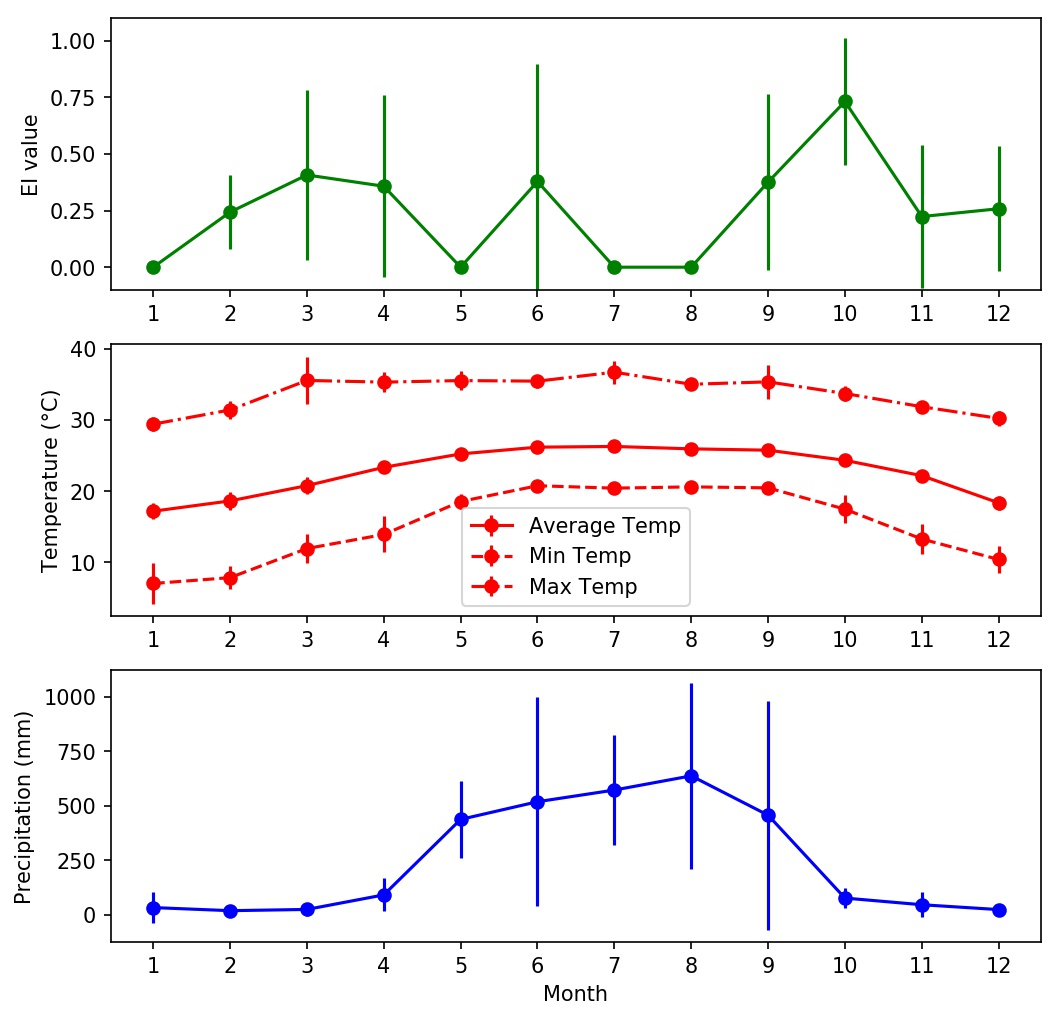 EI value
1.00
0.75
0.50
0.25
0.00
1 2 3 4 5 6 7 8 9 10 11 12
Temperature (°C)
40
30
20
10
Average Temp
Min Temp
Max Temp
1 2 3 4 5 6 7 8 9 10 11 12
Precipitation (mm)
1000
750
500
250
0
1 2 3 4 5 6 7 8 9 10 11 12
Month